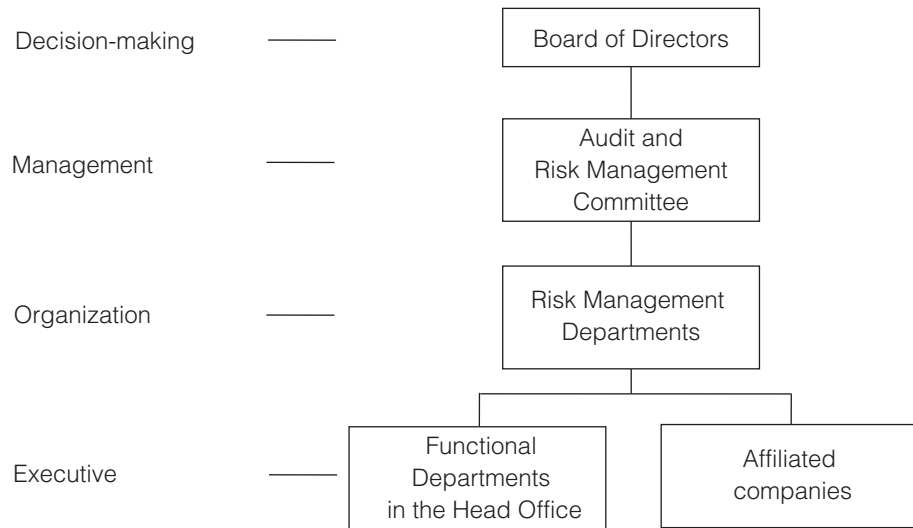 Decision-making
Board of Directors
Management
Audit and
Risk Management
Committee
Organization
Risk Management
Departments
Executive
Functional
Departments
in the Head Office
Affiliated
companies